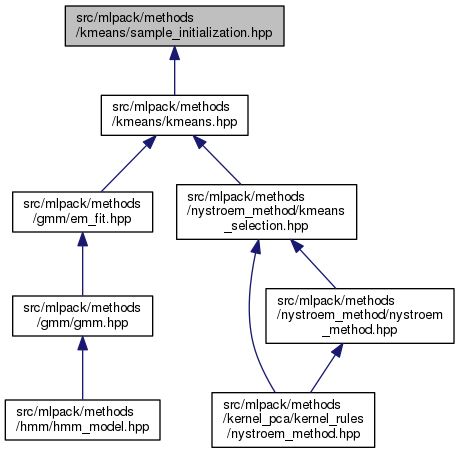 src/mlpack/methods
/kmeans/sample_initialization.hpp
src/mlpack/methods
/kmeans/kmeans.hpp
src/mlpack/methods
/gmm/em_fit.hpp
src/mlpack/methods
/nystroem_method/kmeans
_selection.hpp
src/mlpack/methods
/gmm/gmm.hpp
src/mlpack/methods
/nystroem_method/nystroem
_method.hpp
src/mlpack/methods
/hmm/hmm_model.hpp
src/mlpack/methods
/kernel_pca/kernel_rules
/nystroem_method.hpp